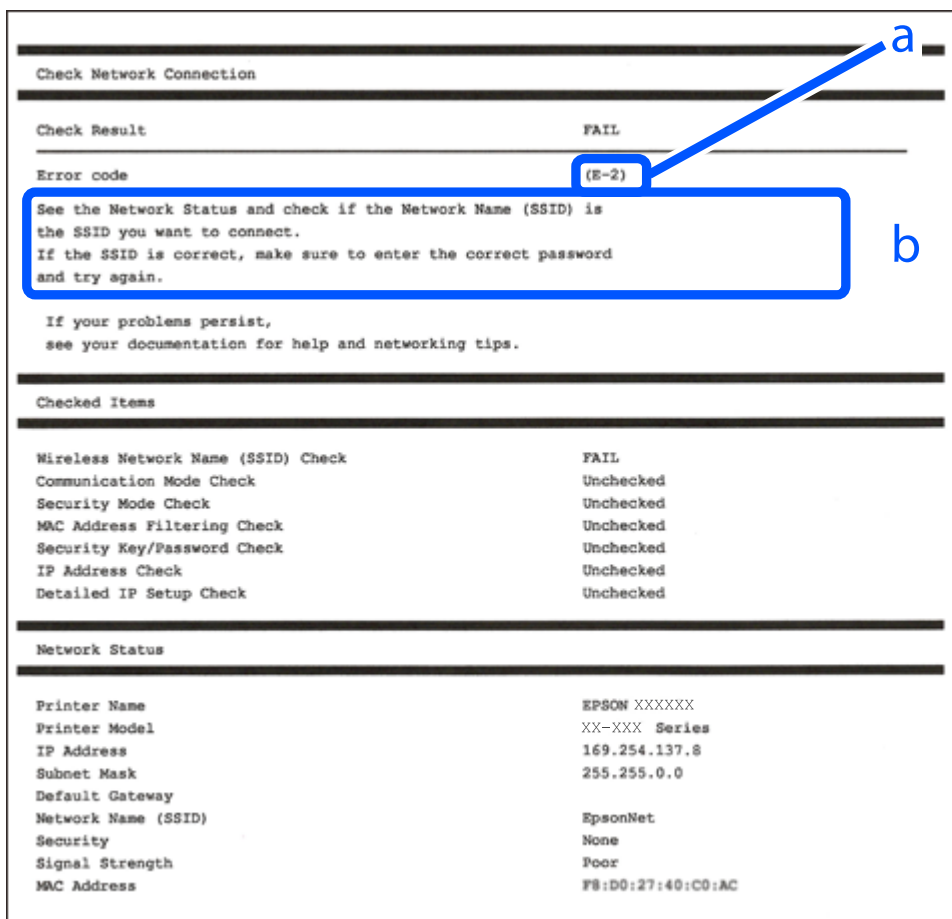 a
Check Network Connection
Check Result FAIL
Error code (E-2)
See the Network Status and check if the Network Name (SSID) is
the SSID you want to connect.
If the SSID is correct, make sure to enter the correct password
and try again.
b
If your problems persist,
see your documentation for help and networking tips.
Checked Items
Wireless Network Name (SSID) Check FAIL
Communication Mode Check Unchecked
Security Mode Check Unchecked
MAC Address Filtering Check Unchecked
Security Key/Password Check Unchecked
IP Address Check Unchecked
Detailed IP Setup Check Unchecked
Network Status
Printer Name EPSON XXXXXX
Printer Model XX-XXX Series
IP Address 169.254.137.8
Subnet Mask 255.255.0.0
Default Gateway
Network Name (SSID) EpsonNet
Security None
Signal Strength Poor
MAC Address F8:D0:27:40:C0:AC